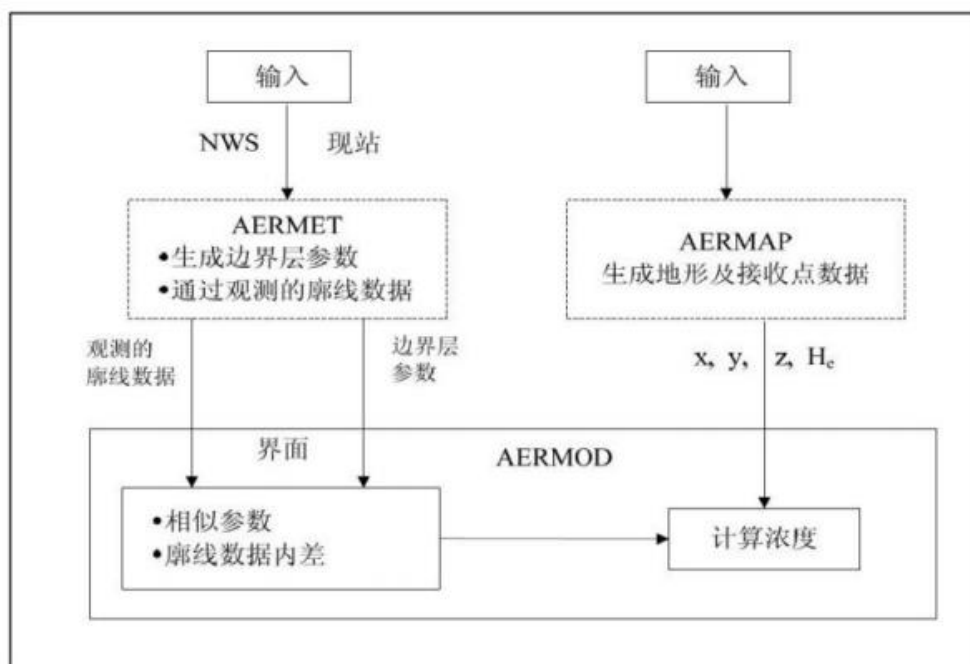 输入
输入
NWS 现站
AERMET
•生成边界层参数
•通过观测的廓线数据
AERMAP
生成地形及接收点数据
观测的
廓线数据
边界层
参数
x, y, z, Hc
界面
AERMOD
•相似参数
•廓线数据内差
计算浓度